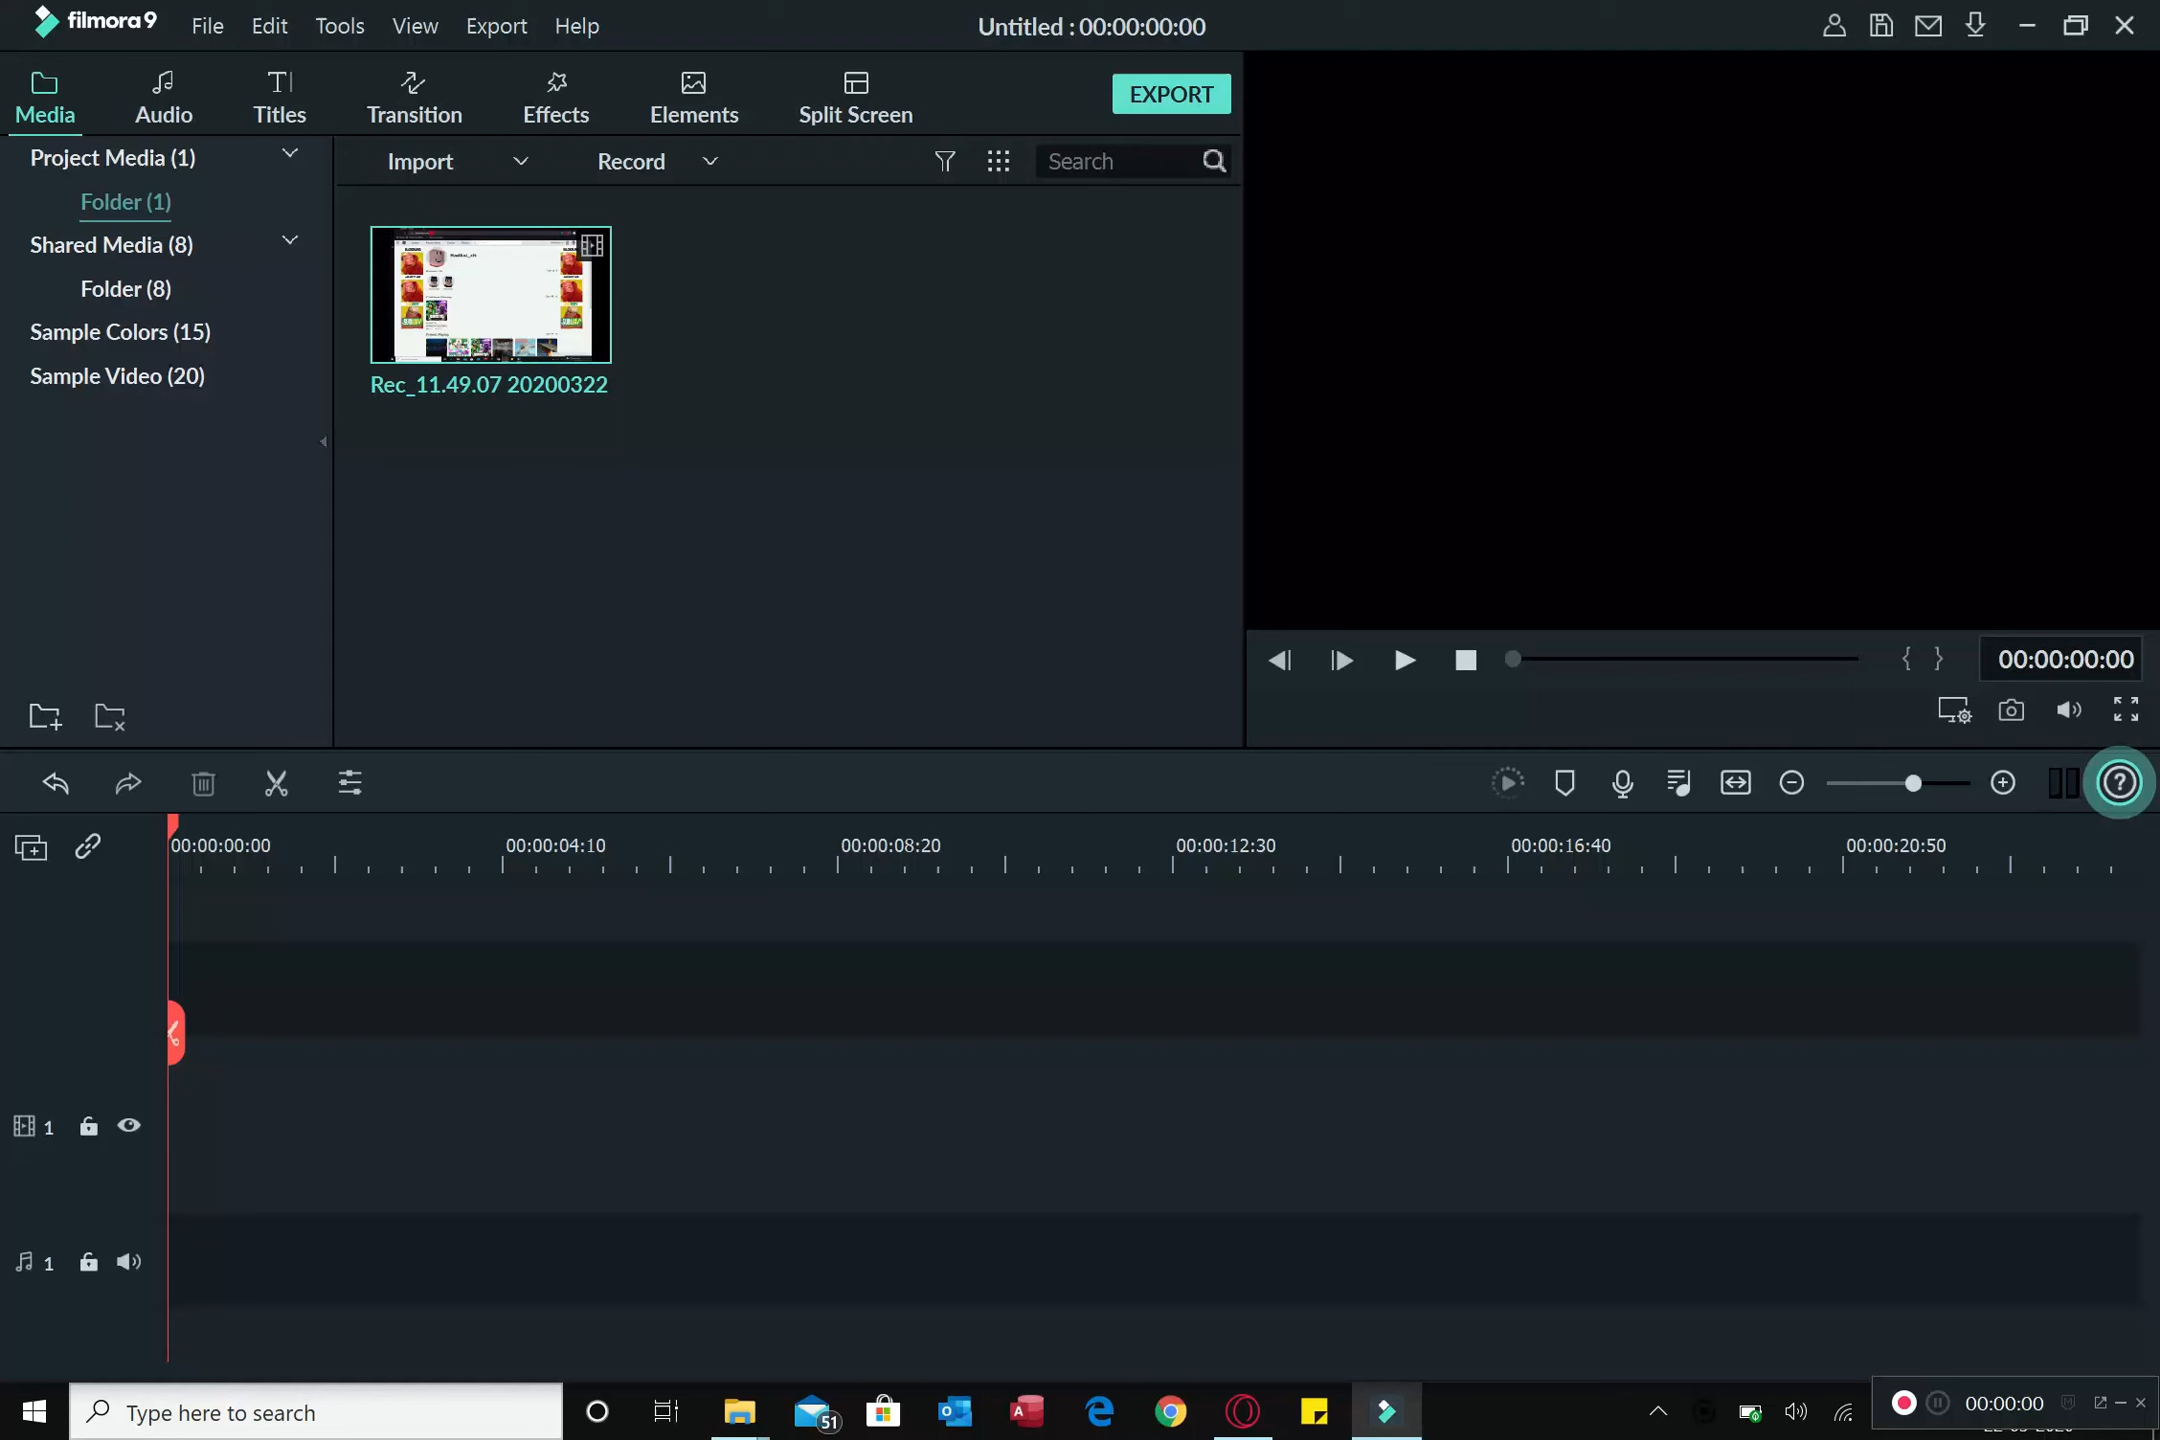 filmora9 File Edit Tools View Export Help Untitled : 00:00:00:00
Media Audio Titles Transition Effects Elements Split Screen EXPORT
Project Media (1) Import Record Search
Folder (1)
Shared Media (8)
Folder (8)
Sample Colors (15)
Sample Video (20)
Rec_11.49.07 20200322
00:00:00:00
00:00:00:00 00:00:04:10 00:00:08:20 00:00:12:30 00:00:16:40 00:00:20:50
1
1
Type here to search 51 00:00:00